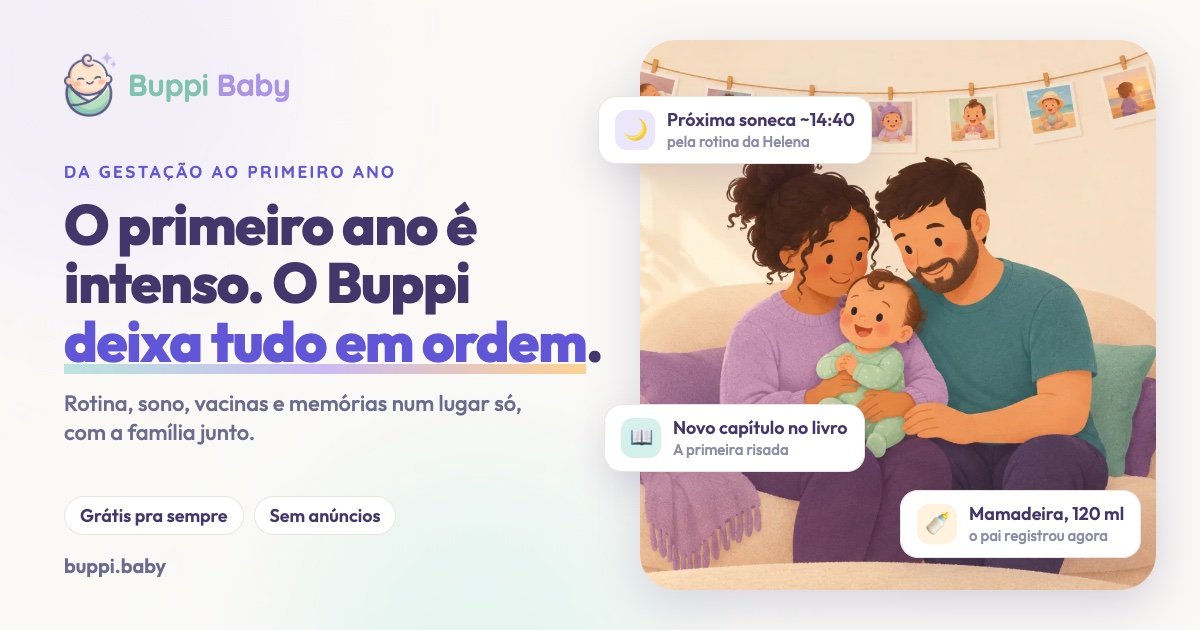 Buppi Baby
DA GESTAÇÃO AO PRIMEIRO ANO
O primeiro ano é
intenso. O Buppi
deixa tudo em ordem.
Rotina, sono, vacinas e memórias num lugar só,
com a família junto.
Grátis pra sempre
Sem anúncios
buppi.baby
Próxima soneca ~14:40
pela rotina da Helena
Novo capítulo no livro
A primeira risada
Mamadeira, 120 ml
o pai registrou agora